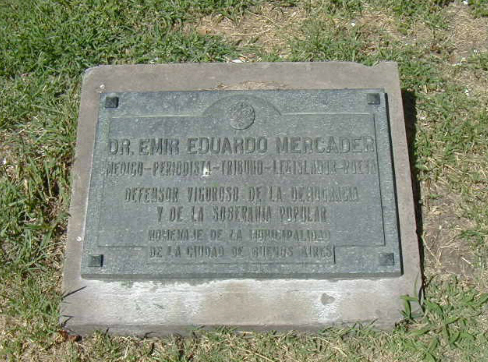 DR. EMIR EDUARDO MERCADER
MEDICO-PERIODISTA-TRIBUNO-LEGISLADOR-POETA
DEFENSOR VIGUROSO DE LA DEMOCRACIA
Y DE LA SOBERANIA POPULAR
HOMENAJE DE LA MUNICIPALIDAD
DE LA CIUDAD DE BUENOS AIRES